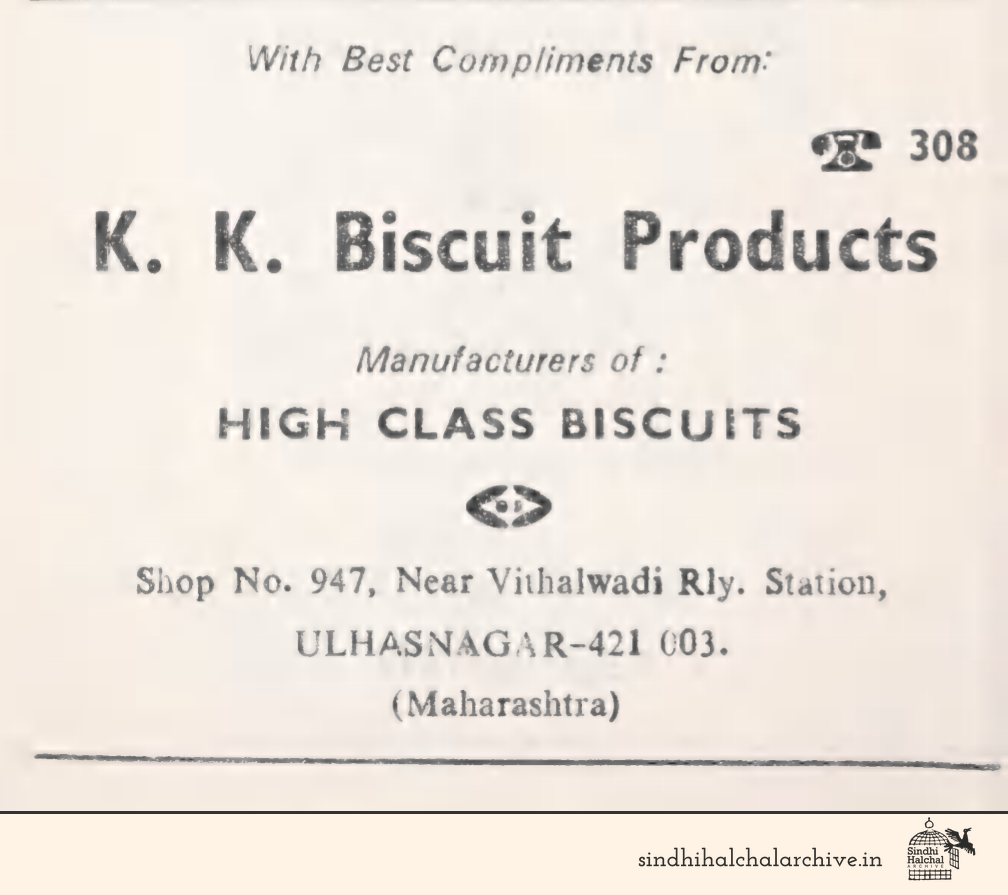 With Best Compliments From:
☎ 308
K. K. Biscuit Products
Manufacturers of :
HIGH CLASS BISCUITS
Shop No. 947, Near Vithalwadi Rly. Station,
ULHASNAGAR-421 003.
(Maharashtra)
sindhihalchalarchive.in
Sindhi
Halchal
ARCHIVE